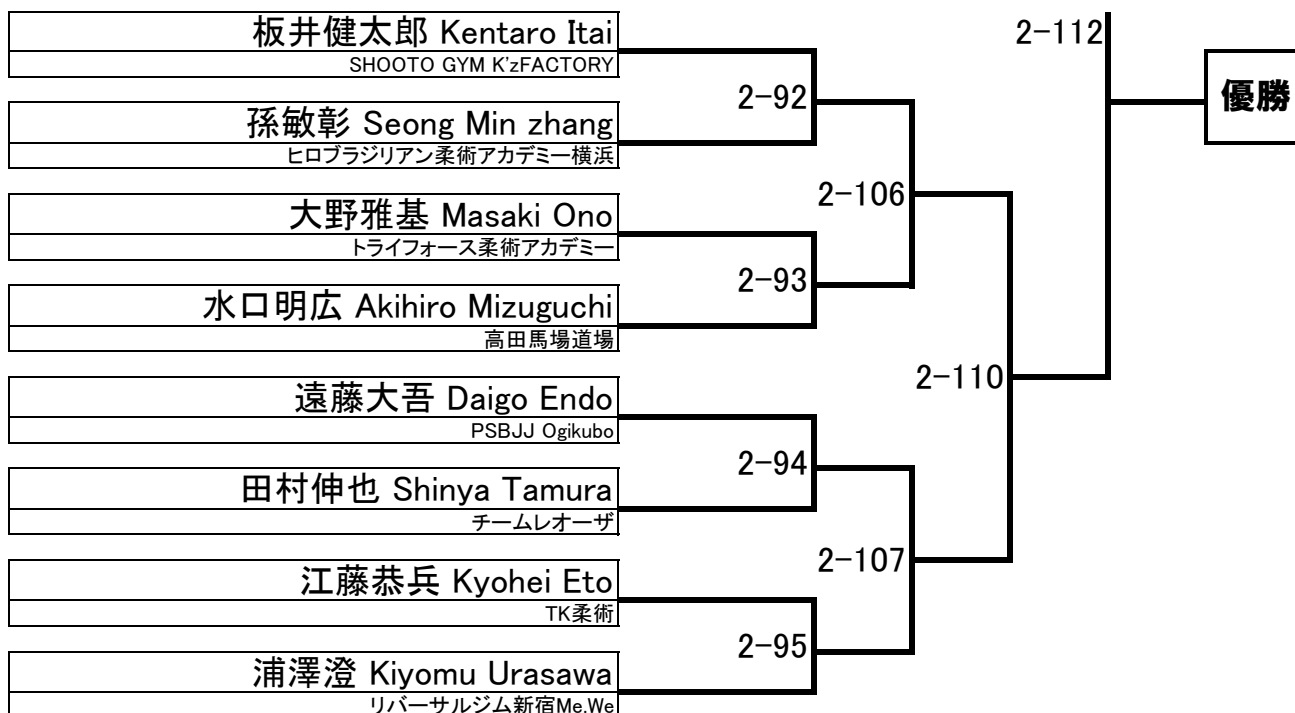 板井健太郎 Kentaro Itai
SHOOTO GYM K'zFACTORY
2-92
孫敏彰 Seong Min zhang
ヒロブラジリアン柔術アカデミー横浜
2-106
大野雅基 Masaki Ono
トライフォース柔術アカデミー
2-93
水口明広 Akihiro Mizuguchi
高田馬場道場
2-110
遠藤大吾 Daigo Endo
PSBJJ Ogikubo
2-94
田村伸也 Shinya Tamura
チームレオーザ
2-107
江藤恭兵 Kyohei Eto
TK柔術
2-95
浦澤澄 Kiyomu Urasawa
リバーサルジム新宿Me,We
2-112
優勝